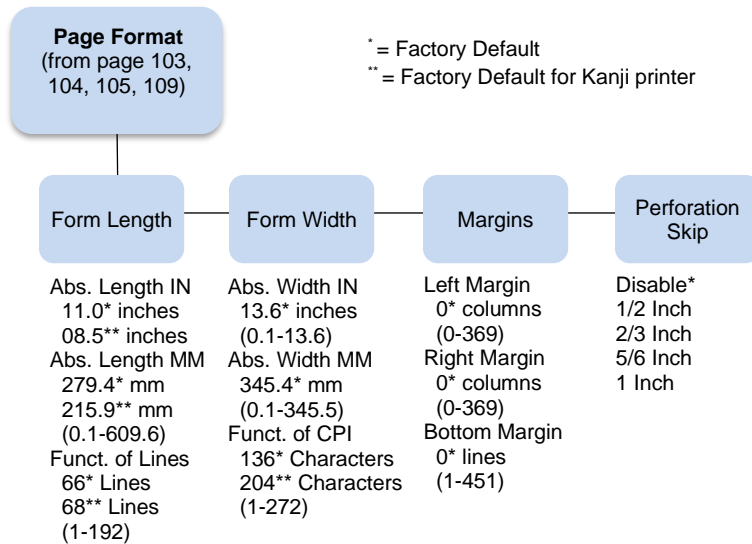 Page Format
(from page 103,
104, 105, 109)
* = Factory Default
** = Factory Default for Kanji printer
Form Length
Abs. Length IN
11.0* inches
08.5** inches
Abs. Length MM
279.4* mm
215.9** mm
(0.1-609.6)
Funct. of Lines
66* Lines
68** Lines
(1-192)
Form Width
Abs. Width IN
13.6* inches
(0.1-13.6)
Abs. Width MM
345.4* mm
(0.1-345.5)
Funct. of CPI
136* Characters
204** Characters
(1-272)
Margins
Left Margin
0* columns
(0-369)
Right Margin
0* columns
(0-369)
Bottom Margin
0* lines
(1-451)
Perforation
Skip
Disable*
1/2 Inch
2/3 Inch
5/6 Inch
1 Inch